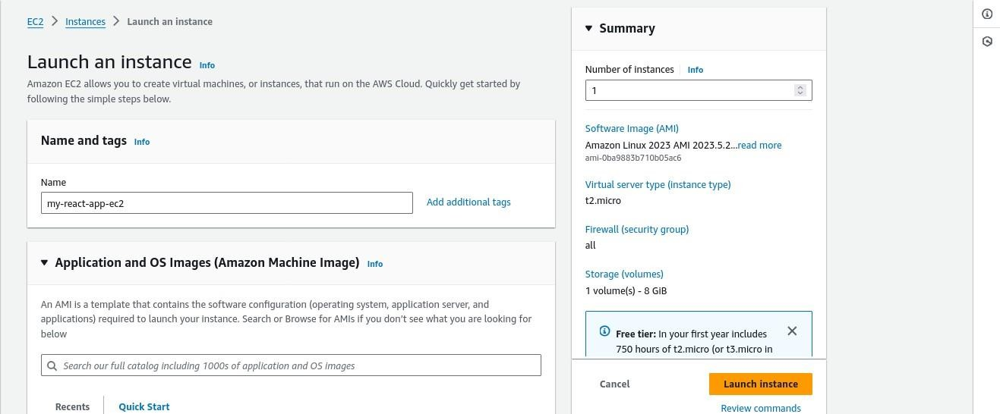 EC2 > Instances > Launch an instance
Launch an instance Info
Amazon EC2 allows you to create virtual machines, or instances, that run on the AWS Cloud. Quickly get started by
following the simple steps below.
Name and tags Info
Name
my-react-app-ec2
Add additional tags
Application and OS Images (Amazon Machine Image) Info
An AMI is a template that contains the software configuration (operating system, application server, and
applications) required to launch your instance. Search or Browse for AMIs if you don’t see what you are looking for
below
Search our full catalog including 1000s of application and OS images
Recents
Quick Start
Summary
Number of instances Info
1
Software Image (AMI)
Amazon Linux 2023 AMI 2023.5.2...read more
ami-0ba9883b710b05ac6
Virtual server type (instance type)
t2.micro
Firewall (security group)
all
Storage (volumes)
1 volume(s) - 8 GiB
Free tier: In your first year includes
750 hours of t2.micro (or t3.micro in
Cancel
Launch instance
Review commands